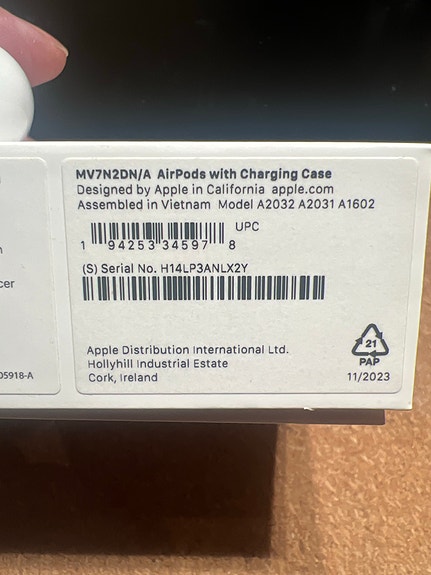 MV7N2DN/A AirPods with Charging Case
Designed by Apple in California apple.com
Assembled in Vietnam Model A2032 A2031 A1602
UPC
1 94253 34597 8
(S) Serial No. H14LP3ANLX2Y
Apple Distribution International Ltd.
Hollyhill Industrial Estate
Cork, Ireland
21
PAP
11/2023